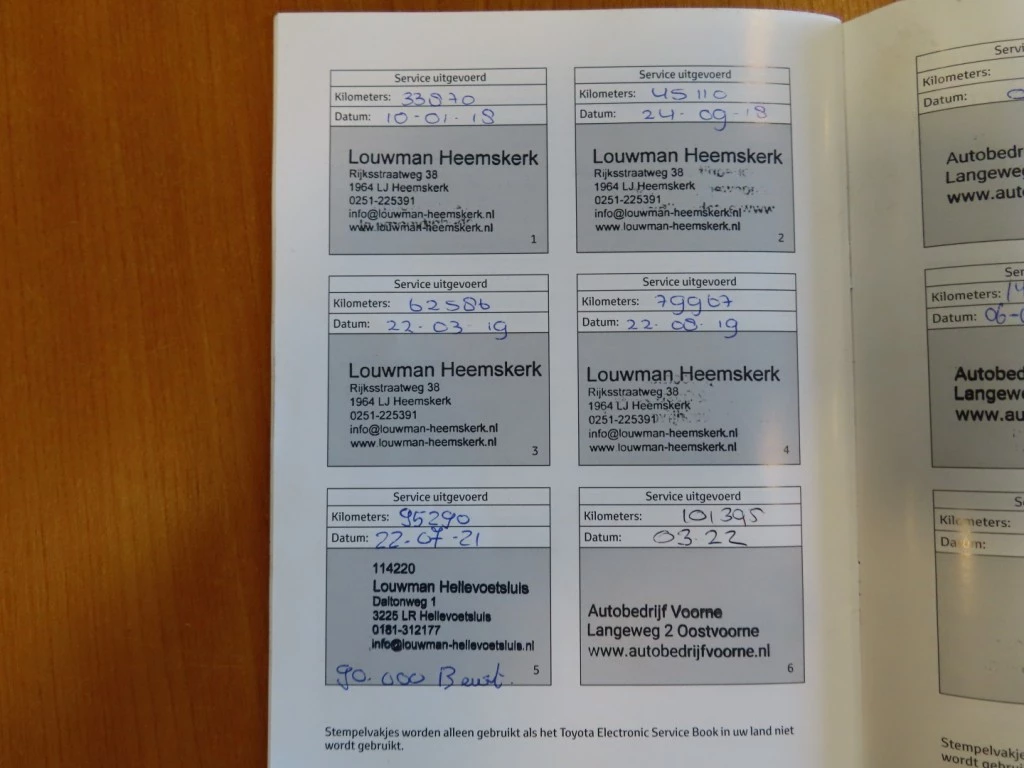 Service uitgevoerd
Kilometers: 33870
Datum: 10-01-18
Louwman Heemskerk
Rijksstraatweg 38
1964 LJ Heemskerk
0251-225391
info@louwman-heemskerk.nl
www.louwman-heemskerk.nl
1
Service uitgevoerd
Kilometers: 45110
Datum: 24-09-18
Louwman Heemskerk
Rijksstraatweg 38
1964 LJ Heemskerk
0251-225391
info@louwman-heemskerk.nl
www.louwman-heemskerk.nl
2
Service uitgevoerd
Kilometers: 62586
Datum: 22-03-19
Louwman Heemskerk
Rijksstraatweg 38
1964 LJ Heemskerk
0251-225391
info@louwman-heemskerk.nl
www.louwman-heemskerk.nl
3
Service uitgevoerd
Kilometers: 79967
Datum: 22-08-19
Louwman Heemskerk
Rijksstraatweg 38
1964 LJ Heemskerk
0251-225391
info@louwman-heemskerk.nl
www.louwman-heemskerk.nl
4
Service uitgevoerd
Kilometers: 95290
Datum: 22-07-21
114220
Louwman Hellevoetsluis
Daltonweg 1
3225 LR Hellevoetsluis
0181-312177
info@louwman-hellevoetsluis.nl
90.000 Beurt.
5
Service uitgevoerd
Kilometers: 101395
Datum: 03-22
Autobedrijf Voorne
Langeweg 2 Oostvoorne
www.autobedrijfvoorne.nl
6
Stempelvakjes worden alleen gebruikt als het Toyota Electronic Service Book in uw land niet
wordt gebruikt.
Kilometers:
Datum:
Autobedr
Langeweg
www.aut
Kilometers:
Datum: 06-0
Autobed
Langewe
www.au
Kilometers:
Datum:
Stempelvakje
wordt gebru